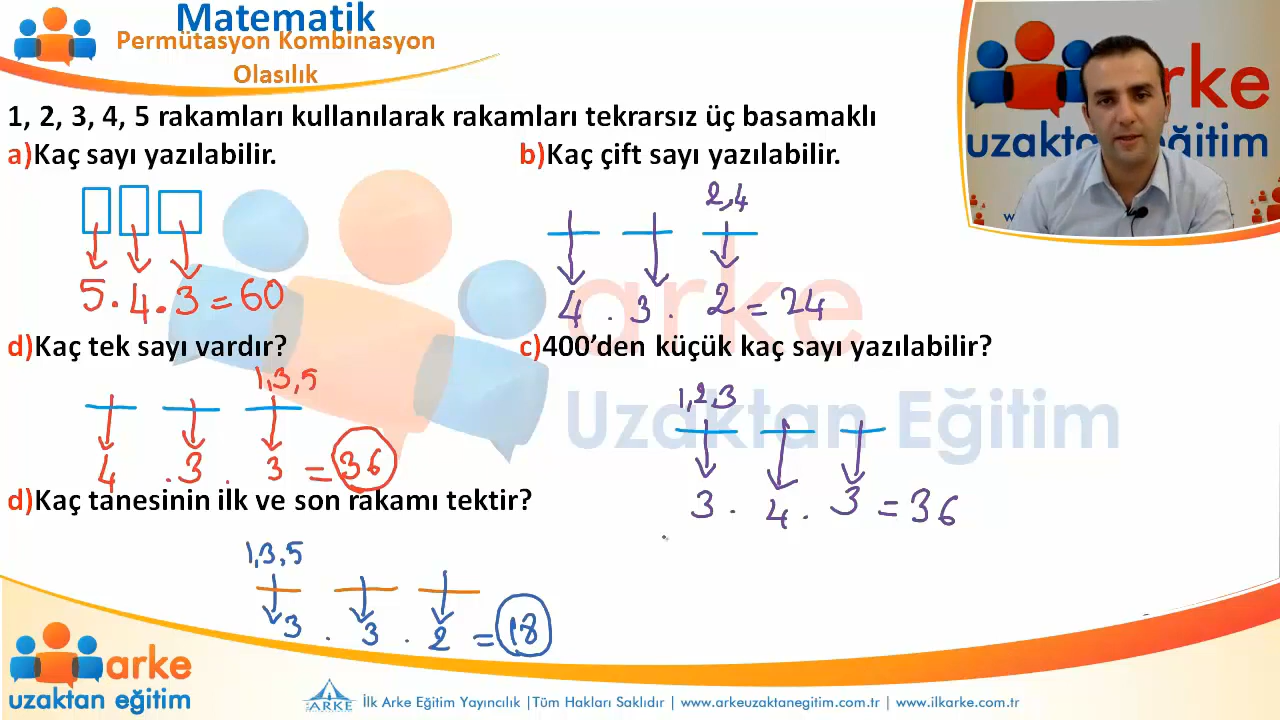 Matematik
Permütasyon Kombinasyon
Olasılık
arke
uzaktan eğitim
1, 2, 3, 4, 5 rakamları kullanılarak rakamları tekrarsız üç basamaklı
a)Kaç sayı yazılabilir.
5 . 4 . 3 = 60
b)Kaç çift sayı yazılabilir.
2,4
4 . 3 . 2 = 24
arke
Uzaktan Eğitim
d)Kaç tek sayı vardır?
1,3,5
4 . 3 . 3 = 36
c)400’den küçük kaç sayı yazılabilir?
1,2,3
3 . 4 . 3 = 36
d)Kaç tanesinin ilk ve son rakamı tektir?
1,3,5
3 . 3 . 2 = 18
arke
uzaktan eğitim
ARKE
İlk Arke Eğitim Yayıncılık |Tüm Hakları Saklıdır | www.arkeuzaktanegitim.com.tr | www.ilkarke.com.tr